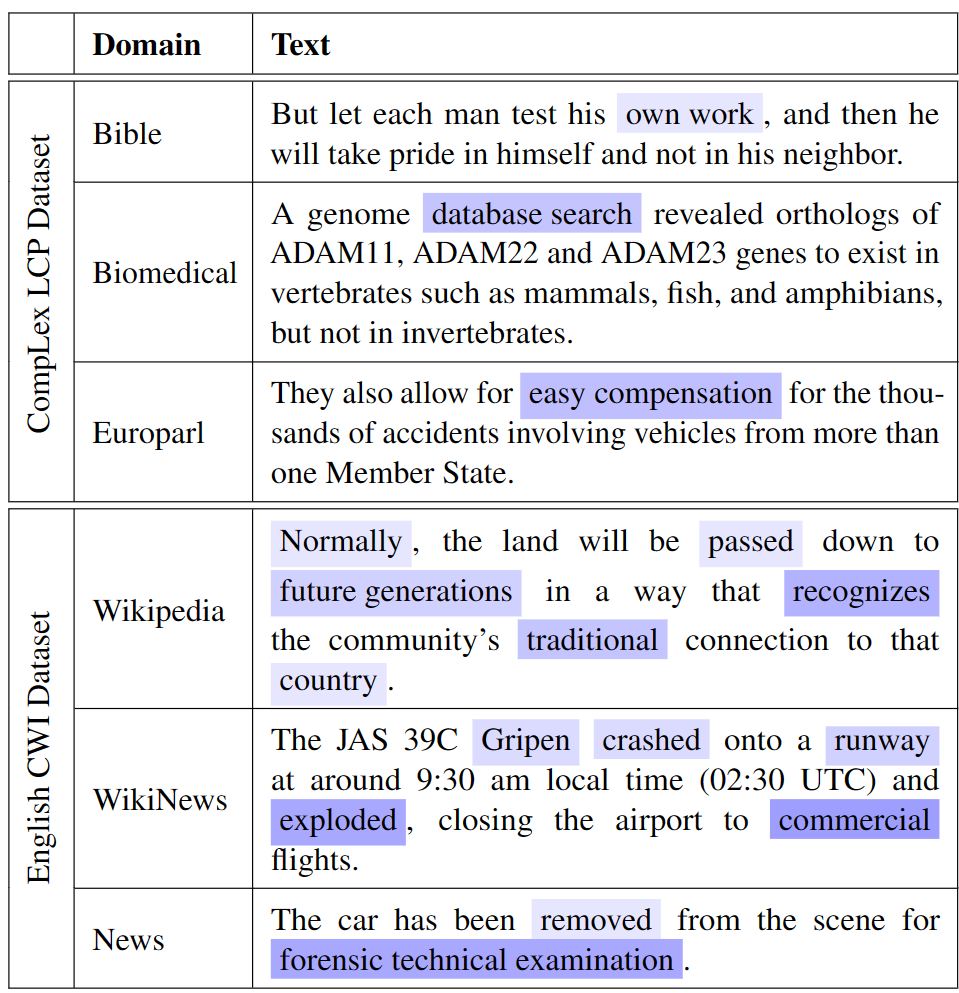 Domain Text
CompLex LCP Dataset
Bible
But let each man test his own work , and then he
will take pride in himself and not in his neighbor.
Biomedical
A genome database search revealed orthologs of
ADAM11, ADAM22 and ADAM23 genes to exist in
vertebrates such as mammals, fish, and amphibians,
but not in invertebrates.
Europarl
They also allow for easy compensation for the thou-
sands of accidents involving vehicles from more than
one Member State.
English CWI Dataset
Wikipedia
Normally , the land will be passed down to
future generations in a way that recognizes
the community's traditional connection to that
country .
WikiNews
The JAS 39C Gripen crashed onto a runway
at around 9:30 am local time (02:30 UTC) and
exploded , closing the airport to commercial
flights.
News
The car has been removed from the scene for
forensic technical examination .